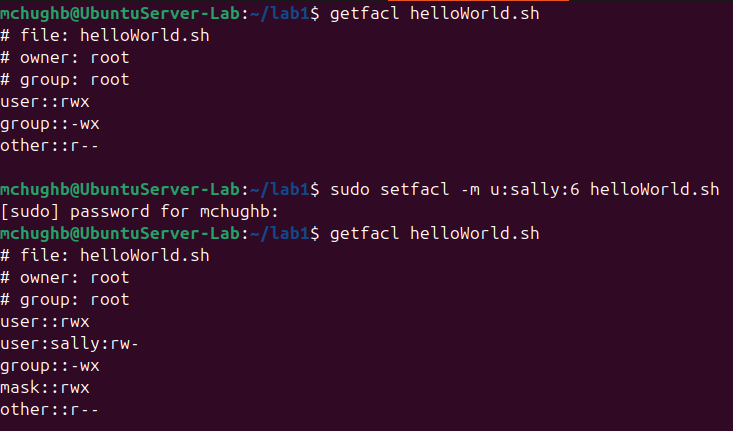 mchughb@UbuntuServer-Lab:~/lab1$ getfacl helloWorld.sh
# file: helloWorld.sh
# owner: root
# group: root
user::rwx
group::-wx
other::r--
mchughb@UbuntuServer-Lab:~/lab1$ sudo setfacl -m u:sally:6 helloWorld.sh
[sudo] password for mchughb:
mchughb@UbuntuServer-Lab:~/lab1$ getfacl helloWorld.sh
# file: helloWorld.sh
# owner: root
# group: root
user::rwx
user:sally:rw-
group::-wx
mask::rwx
other::r--